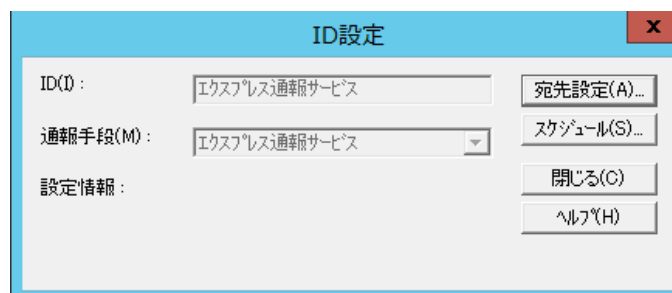 ID設定
x
ID(I) :
エクスプレス通報サービス
宛先設定(A)...
通報手段(M) :
エクスプレス通報サービス
スケジュール(S)...
設定情報 :
閉じる(C)
ヘルプ(H)